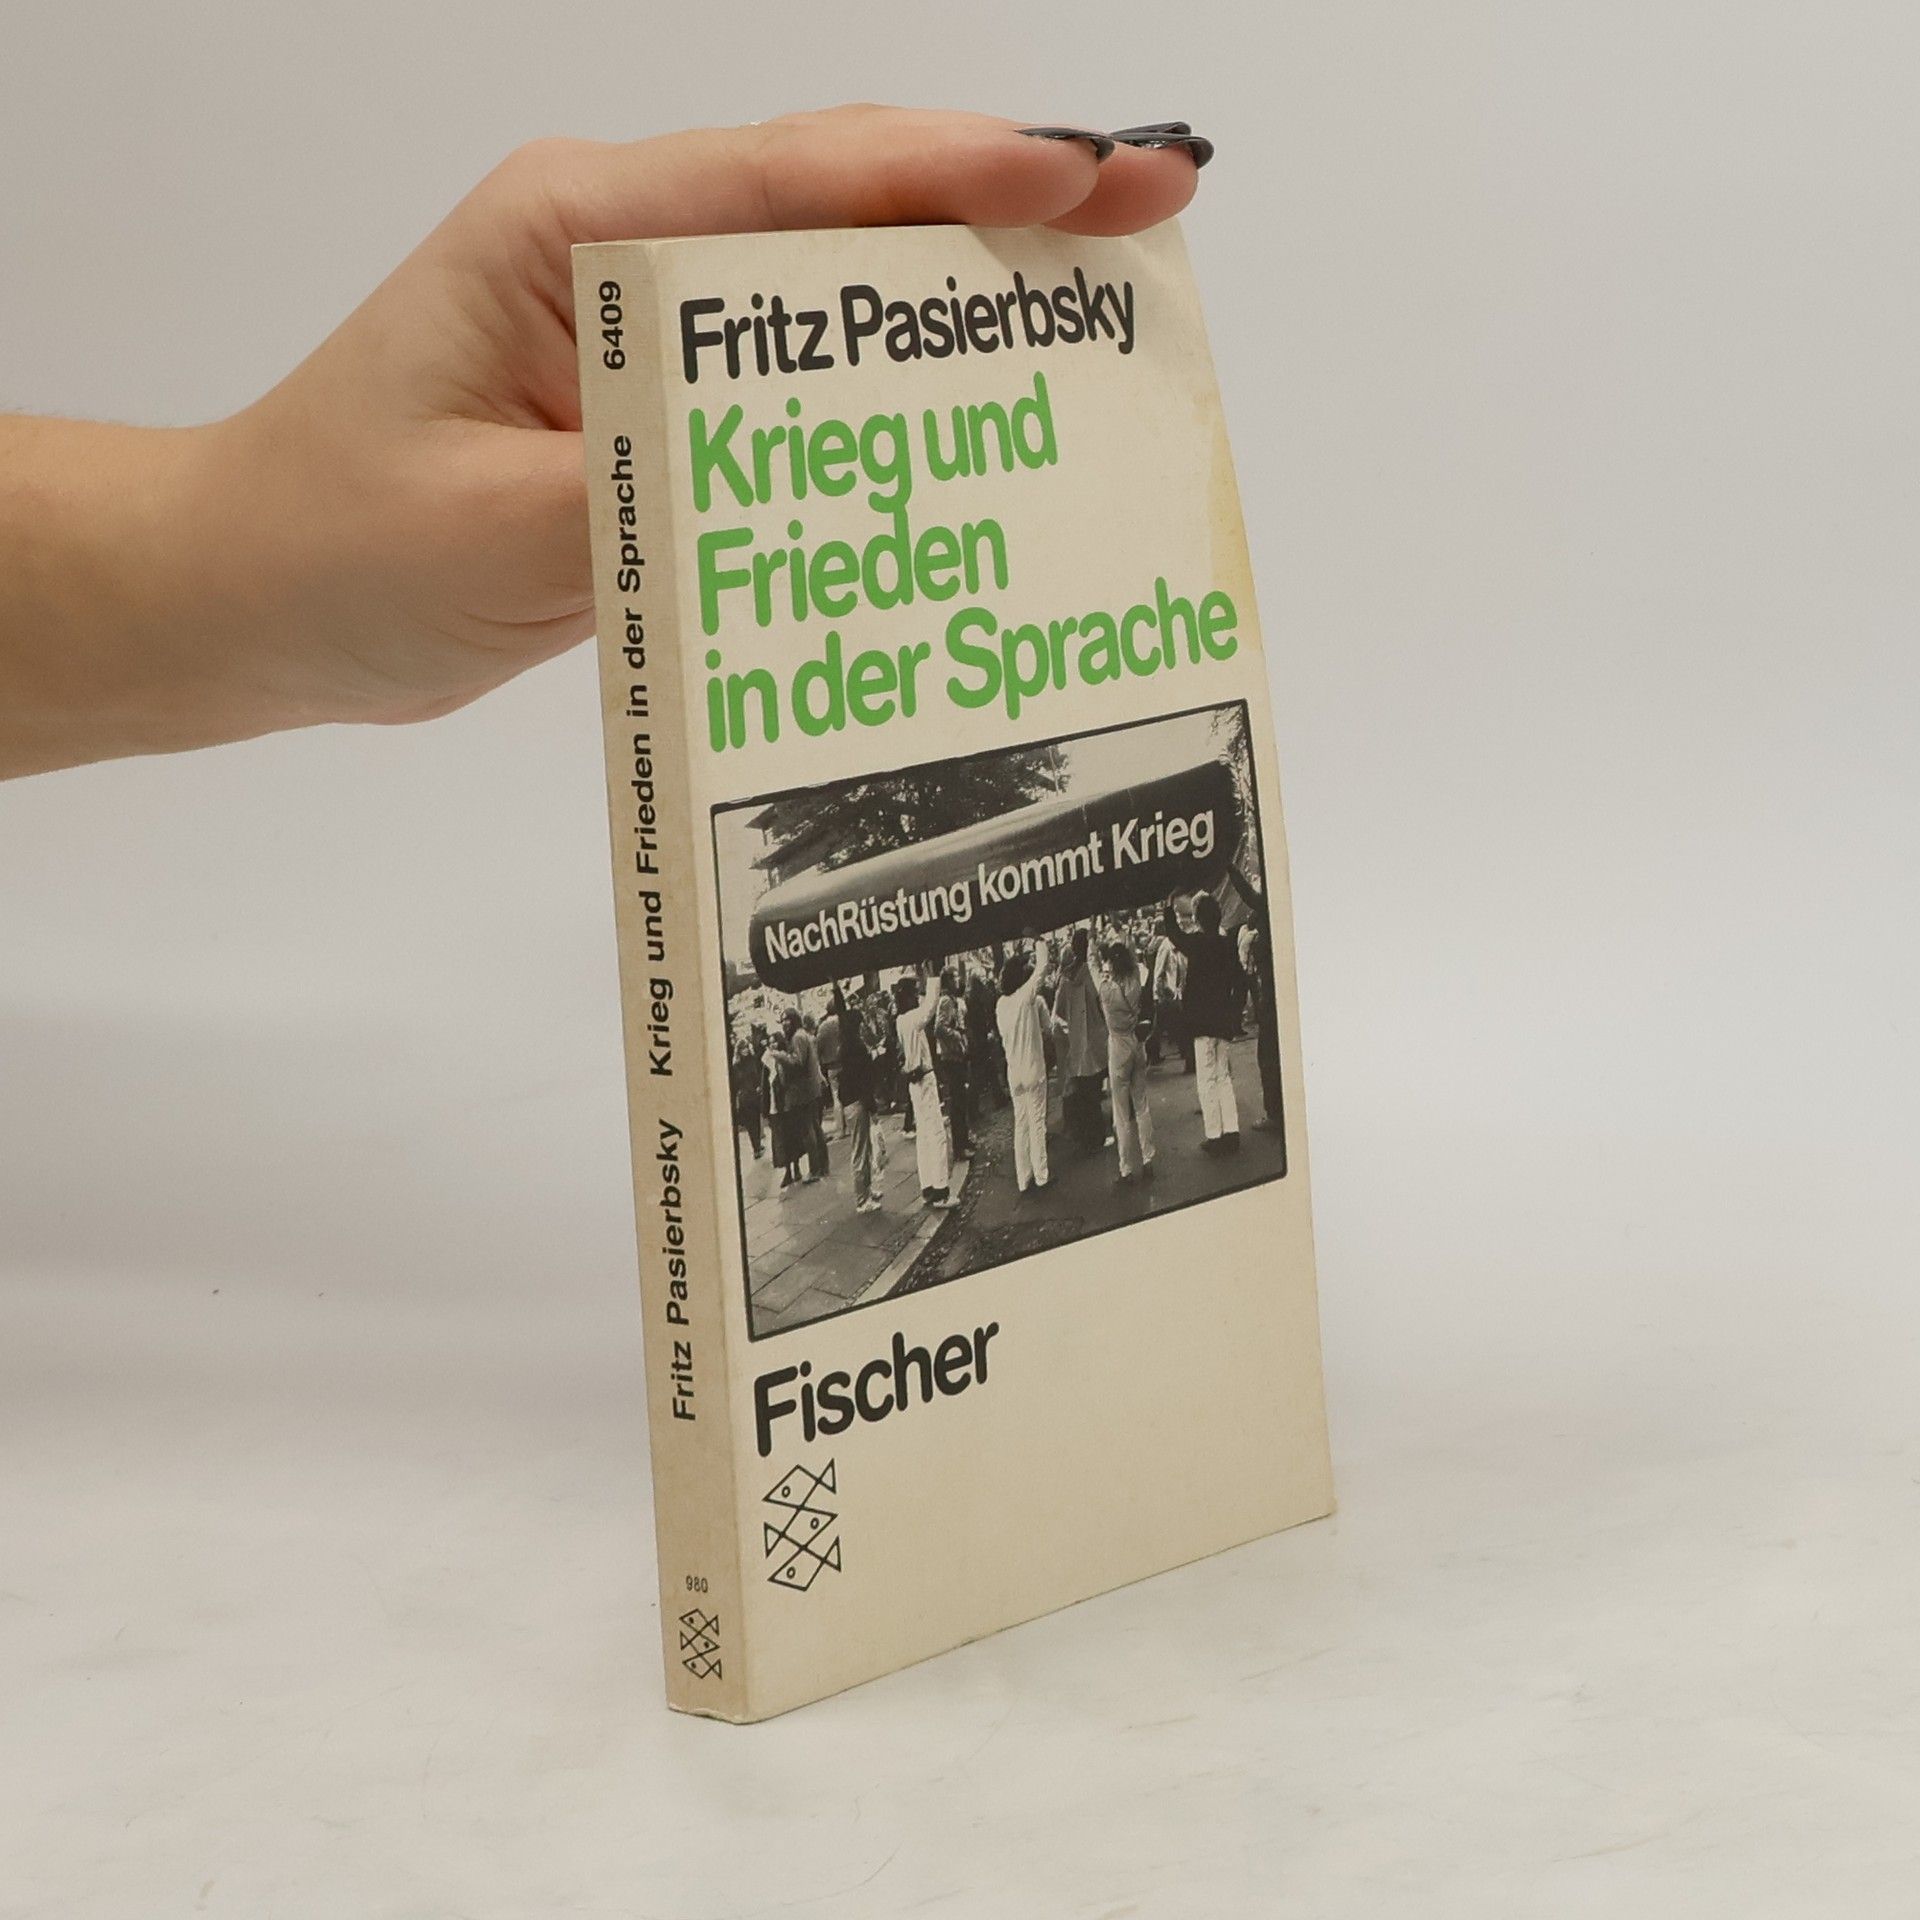 Fritz Pasierbsky
Krieg und
Frieden
in der Sprache
NachRüstung kommt Krieg
Fischer
Fritz Pasierbsky Krieg und Frieden in der Sprache 6409
980